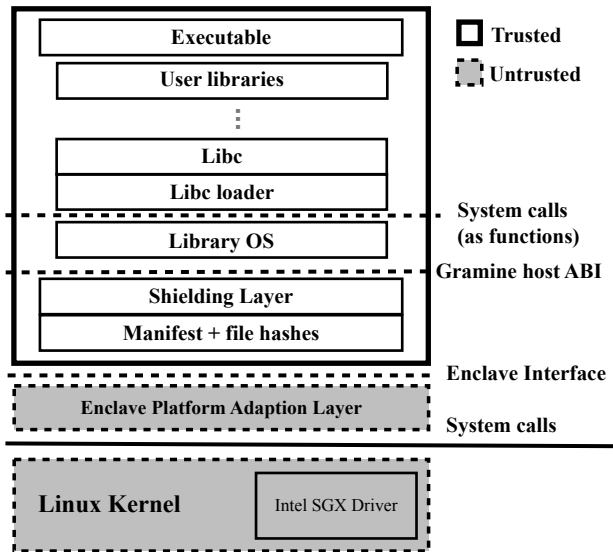 Executable
Trusted
User libraries
Untrusted
Libc
Libc loader
System calls
(as functions)
Library OS
Gramine host ABI
Shielding Layer
Manifest + file hashes
Enclave Interface
Enclave Platform Adaption Layer
System calls
Linux Kernel
Intel SGX Driver